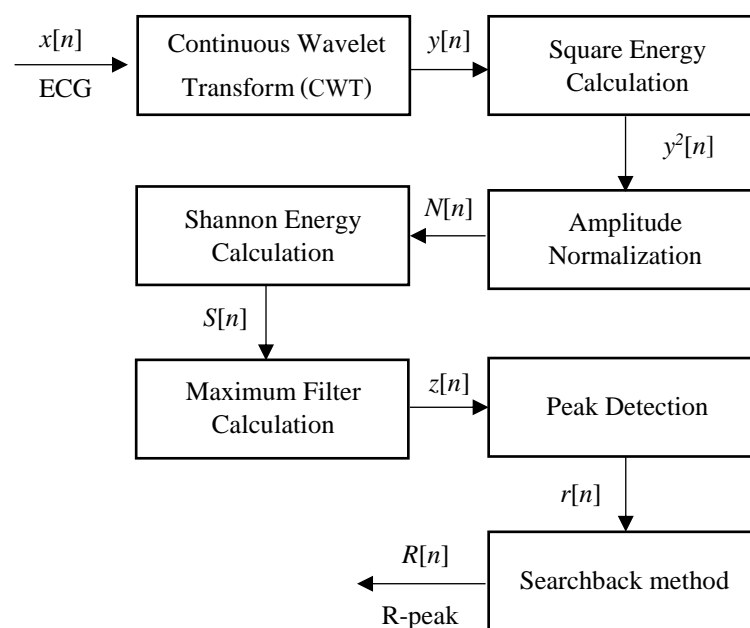 x[n]
ECG
Continuous Wavelet
Transform (CWT)
y[n]
Square Energy
Calculation
y²[n]
Amplitude
Normalization
N[n]
Shannon Energy
Calculation
S[n]
Maximum Filter
Calculation
z[n]
Peak Detection
r[n]
Searchback method
R[n]
R-peak